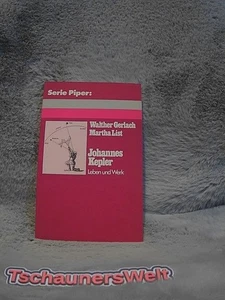 Serie Piper:
Walther Gerlach
Martha List
Johannes
Kepler
Leben und Werk
TschaunersWelt